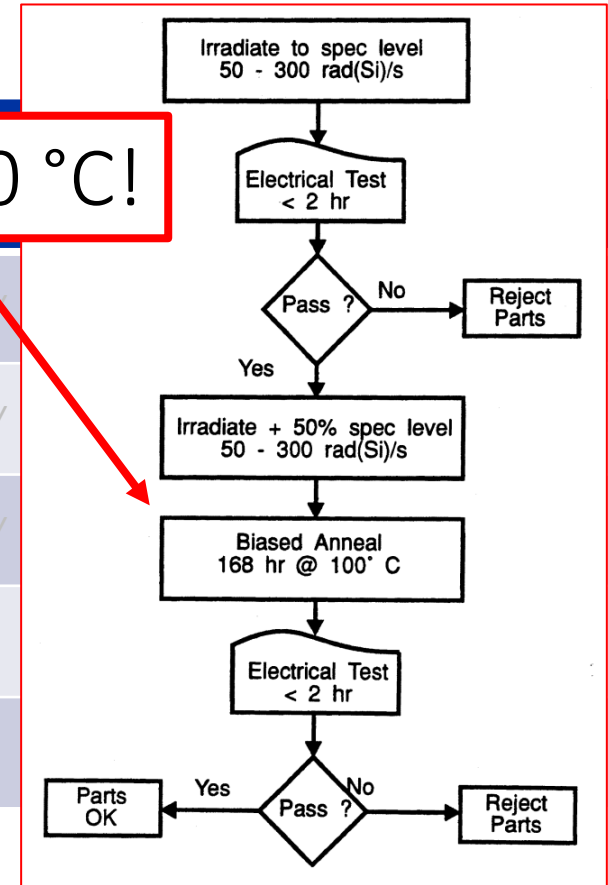 Irradiate to spec level
50 - 300 rad(Si)/s
0 °C!
Electrical Test
< 2 hr
Pass ?
No
Reject
Parts
Yes
Irradiate + 50% spec level
50 - 300 rad(Si)/s
Biased Anneal
168 hr @ 100° C
Electrical Test
< 2 hr
Parts
OK
Yes
Pass ?
No
Reject
Parts